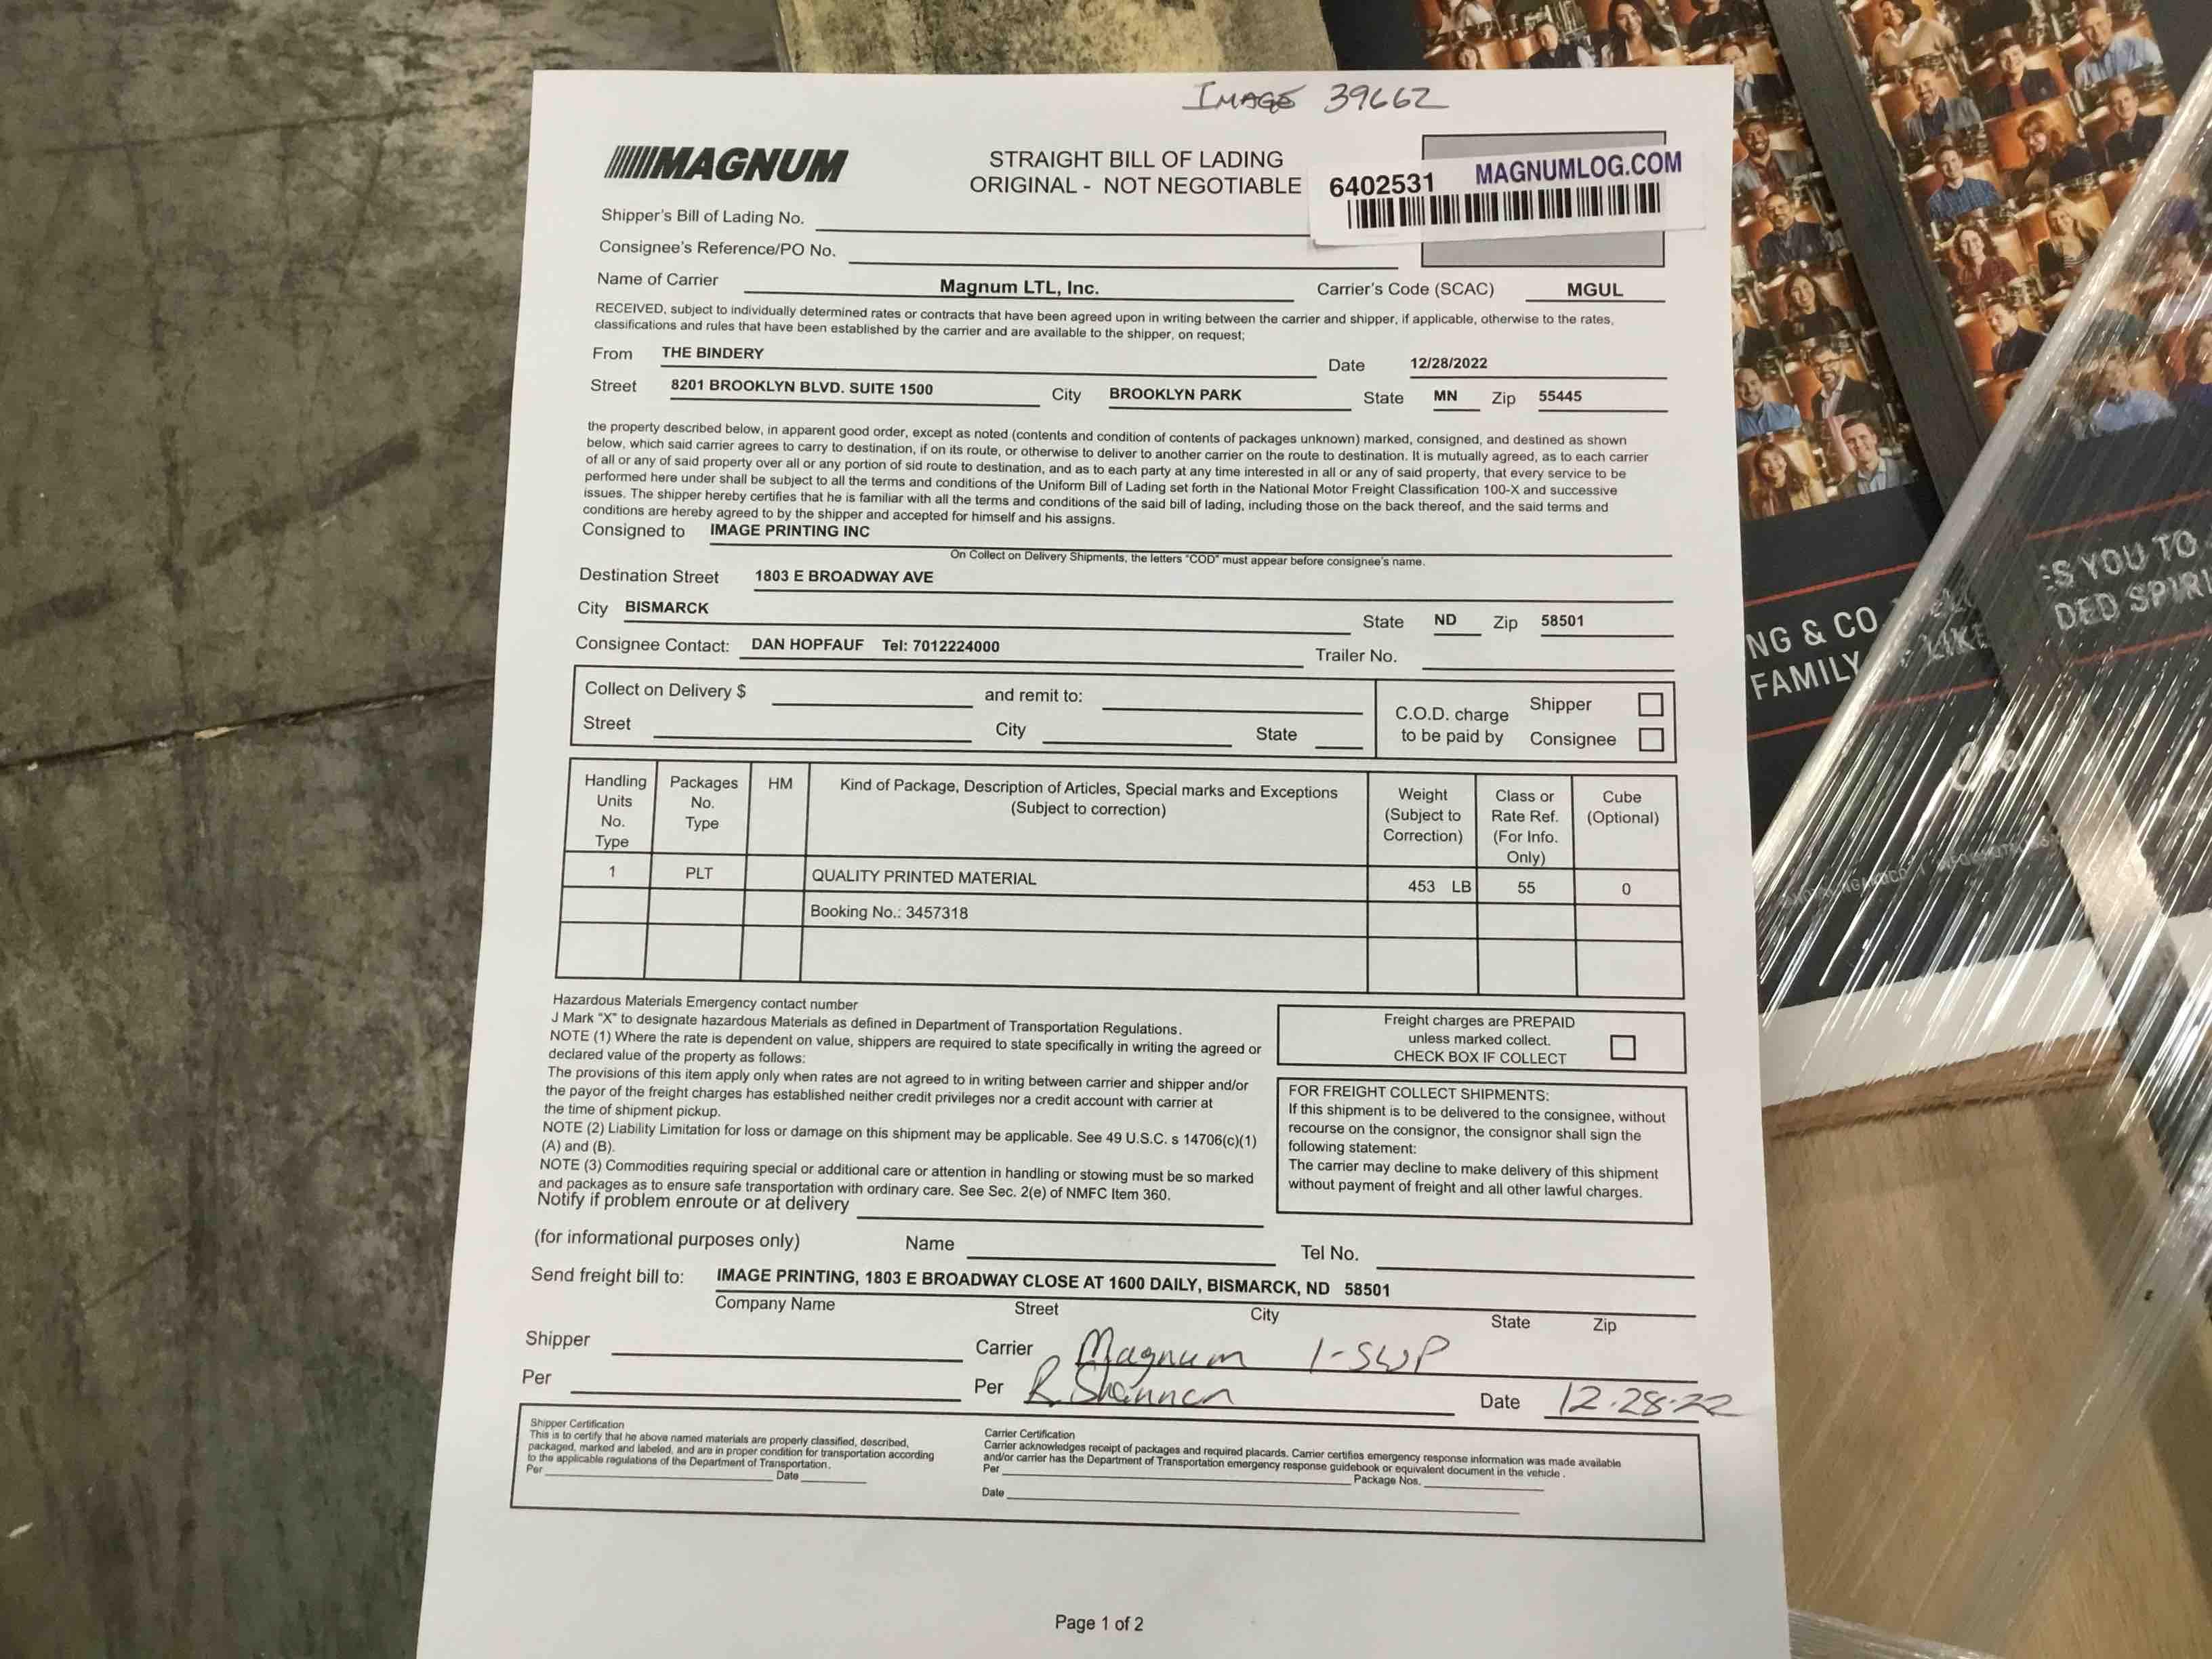 IMAGE 39662
MAGNUM
STRAIGHT BILL OF LADING
ORIGINAL - NOT NEGOTIABLE
6402531 MAGNUMLOG.COM
Shipper's Bill of Lading No.
Consignee's Reference/PO No.
Name of Carrier Magnum LTL, Inc. Carrier's Code (SCAC) MGUL
RECEIVED, subject to individually determined rates or contracts that have been agreed upon in writing between the carrier and shipper, if applicable, otherwise to the rates,
classifications and rules that have been established by the carrier and are available to the shipper, on request;
From THE BINDERY Date 12/28/2022
Street 8201 BROOKLYN BLVD. SUITE 1500 City BROOKLYN PARK State MN Zip 55445
the property described below, in apparent good order, except as noted (contents and condition of contents of packages unknown) marked, consigned, and destined as shown
below, which said carrier agrees to carry to destination, if on its route, or otherwise to deliver to another carrier on the route to destination. It is mutually agreed, as to each carrier
of all or any of said property over all or any portion of sid route to destination, and as to each party at any time interested in all or any of said property, that every service to be
performed here under shall be subject to all the terms and conditions of the Uniform Bill of Lading set forth in the National Motor Freight Classification 100-X and successive
issues. The shipper hereby certifies that he is familiar with all the terms and conditions of the said bill of lading, including those on the back thereof, and the said terms and
conditions are hereby agreed to by the shipper and accepted for himself and his assigns.
Consigned to IMAGE PRINTING INC
On Collect on Delivery Shipments, the letters "COD" must appear before consignee's name.
Destination Street 1803 E BROADWAY AVE
City BISMARCK State ND Zip 58501
Consignee Contact: DAN HOPFAUF Tel: 7012224000 Trailer No.
Collect on Delivery $ and remit to:
Street City State
C.O.D. charge
to be paid by
Shipper
Consignee
Handling Units No. Type
Packages No. Type
HM
Kind of Package, Description of Articles, Special marks and Exceptions
(Subject to correction)
Weight (Subject to Correction)
Class or Rate Ref. (For Info. Only)
Cube (Optional)
1 PLT QUALITY PRINTED MATERIAL 453 LB 55 0
Booking No.: 3457318
Hazardous Materials Emergency contact number
J Mark "X" to designate hazardous Materials as defined in Department of Transportation Regulations.
NOTE (1) Where the rate is dependent on value, shippers are required to state specifically in writing the agreed or
declared value of the property as follows:
The provisions of this item apply only when rates are not agreed to in writing between carrier and shipper and/or
the payor of the freight charges has established neither credit privileges nor a credit account with carrier at
the time of shipment pickup.
NOTE (2) Liability Limitation for loss or damage on this shipment may be applicable. See 49 U.S.C. s 14706(c)(1)
(A) and (B).
NOTE (3) Commodities requiring special or additional care or attention in handling or stowing must be so marked
and packages as to ensure safe transportation with ordinary care. See Sec. 2(e) of NMFC Item 360.
Freight charges are PREPAID
unless marked collect.
CHECK BOX IF COLLECT
FOR FREIGHT COLLECT SHIPMENTS:
If this shipment is to be delivered to the consignee, without
recourse on the consignor, the consignor shall sign the
following statement:
The carrier may decline to make delivery of this shipment
without payment of freight and all other lawful charges.
Notify if problem enroute or at delivery
(for informational purposes only) Name Tel No.
Send freight bill to: IMAGE PRINTING, 1803 E BROADWAY CLOSE AT 1600 DAILY, BISMARCK, ND 58501
Company Name Street City State Zip
Shipper Carrier Magnum 1-SWP
Per Per R Shannon Date 12-28-22
Shipper Certification
This is to certify that he above named materials are properly classified, described,
packaged, marked and labeled, and are in proper condition for transportation according
to the applicable regulations of the Department of Transportation.
Per Date
Carrier Certification
Carrier acknowledges receipt of packages and required placards. Carrier certifies emergency response information was made available
and/or carrier has the Department of Transportation emergency response guidebook or equivalent document in the vehicle.
Per Package Nos.
Date
Page 1 of 2
NG & CO
FAMILY
LIKE
ES YOU TO
DED SPIRI